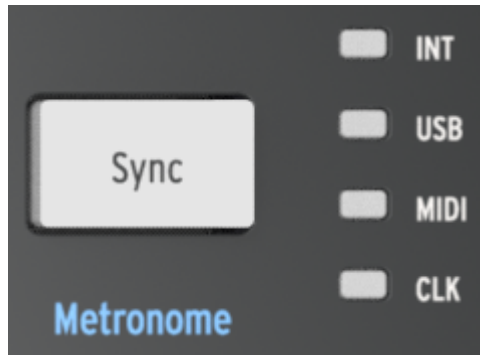 Sync
Metronome
INT
USB
MIDI
CLK